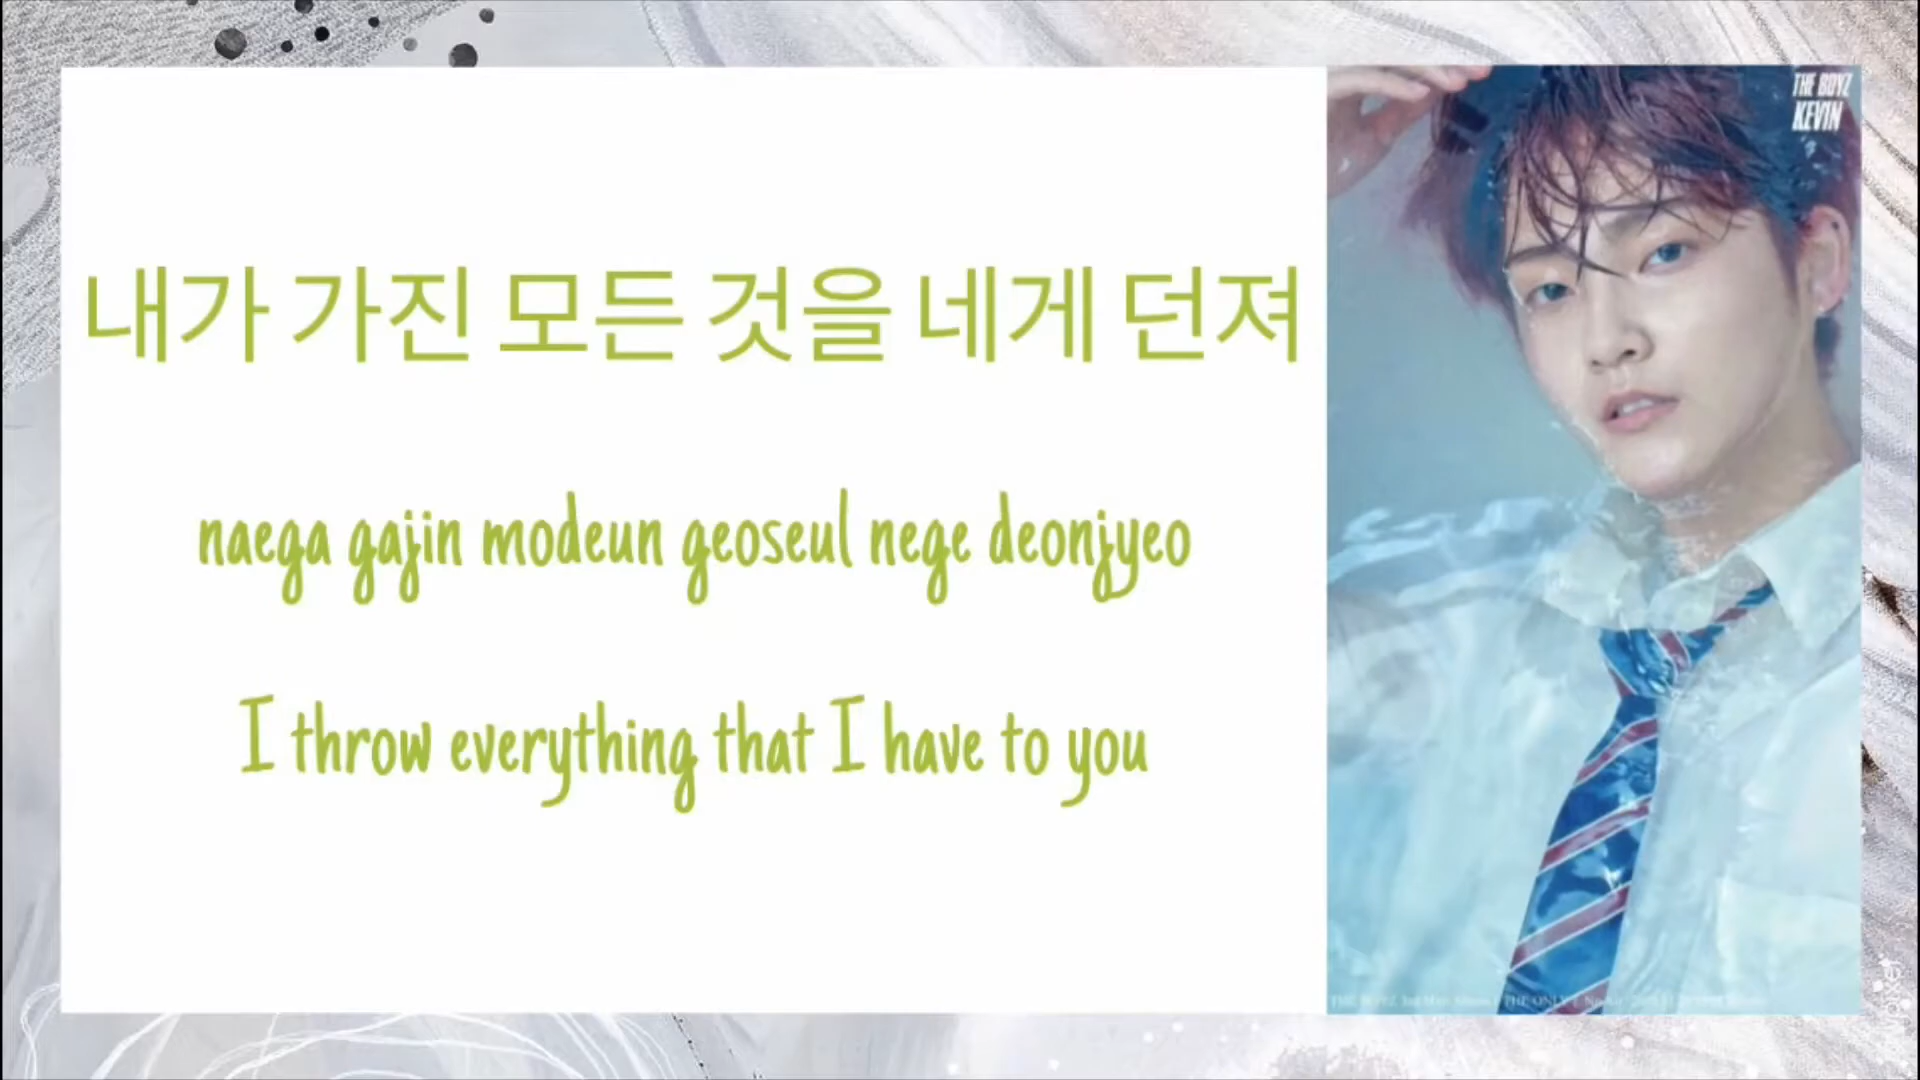 THE BOYZ
KEVIN
내가 가진 모든 것을 네게 던져
naega gajin modeun geoseul nege deonjyeo
I throw everything that I have to you